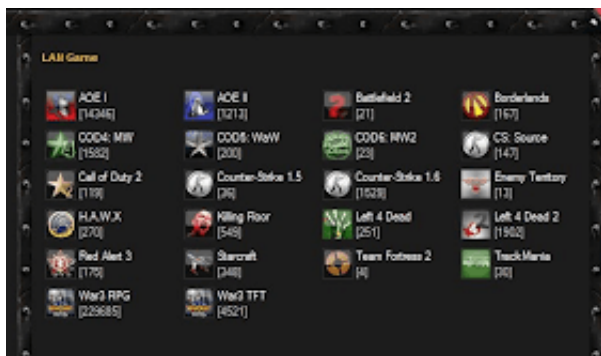 LAN Game
AOE I
[14346]
AOE II
[1213]
Battlefield 2
[21]
Borderlands
[167]
COD4: MW
[1582]
COD5: WaW
[200]
COD6: MW2
[23]
CS: Source
[147]
Call of Duty 2
[119]
Counter-Strike 1.5
[36]
Counter-Strike 1.6
[1529]
Enemy Territory
[13]
H.A.W.X
[270]
Killing Floor
[549]
Left 4 Dead
[251]
Left 4 Dead 2
[1902]
Red Alert 3
[176]
Starcraft
[348]
Team Fortress 2
[4]
TrackMania
[30]
War3 RPG
[229685]
War3 TFT
[4521]